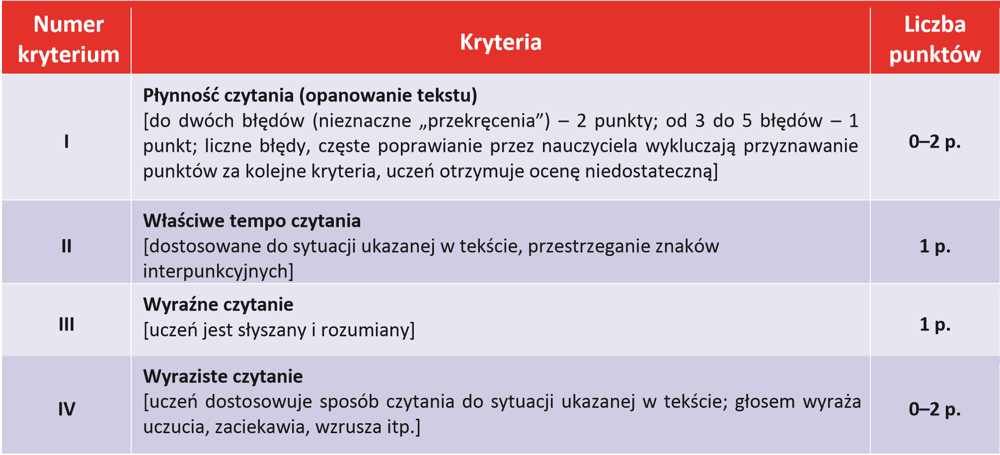 Numer
kryterium
Kryteria
Liczba
punktów
I
Płynność czytania (opanowanie tekstu)
[do dwóch błędów (nieznaczne „przekręcenia”) – 2 punkty; od 3 do 5 błędów – 1
punkt; liczne błędy, częste poprawianie przez nauczyciela wykluczają przyznawanie
punktów za kolejne kryteria, uczeń otrzymuje ocenę niedostateczną]
0–2 p.
II
Właściwe tempo czytania
[dostosowane do sytuacji ukazanej w tekście, przestrzeganie znaków
interpunkcyjnych]
1 p.
III
Wyraźne czytanie
[uczeń jest słyszany i rozumiany]
1 p.
IV
Wyraziste czytanie
[uczeń dostosowuje sposób czytania do sytuacji ukazanej w tekście; głosem wyraża
uczucia, zaciekawia, wzrusza itp.]
0–2 p.